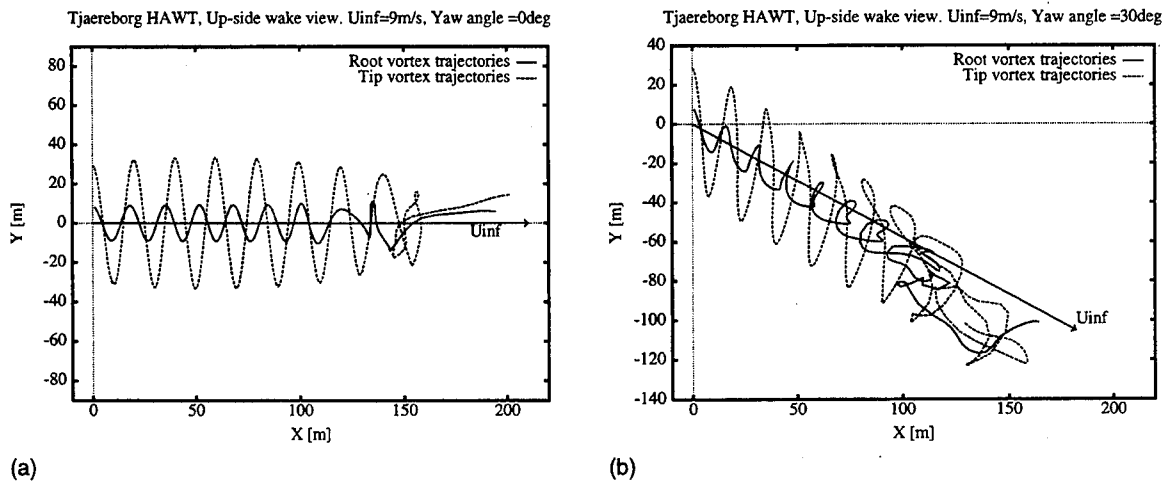 Tjaereborg HAWT, Up-side wake view. Uinf=9m/s, Yaw angle =0deg
Root vortex trajectories
Tip vortex trajectories
80
60
40
20
0
-20
-40
-60
-80
Y [m]
Uinf
0
50
100
150
200
X [m]
(a)
Tjaereborg HAWT, Up-side wake view. Uinf=9m/s, Yaw angle =30deg
Root vortex trajectories
Tip vortex trajectories
40
20
0
-20
-40
-60
-80
-100
-120
-140
Y [m]
Uinf
0
50
100
150
200
X [m]
(b)